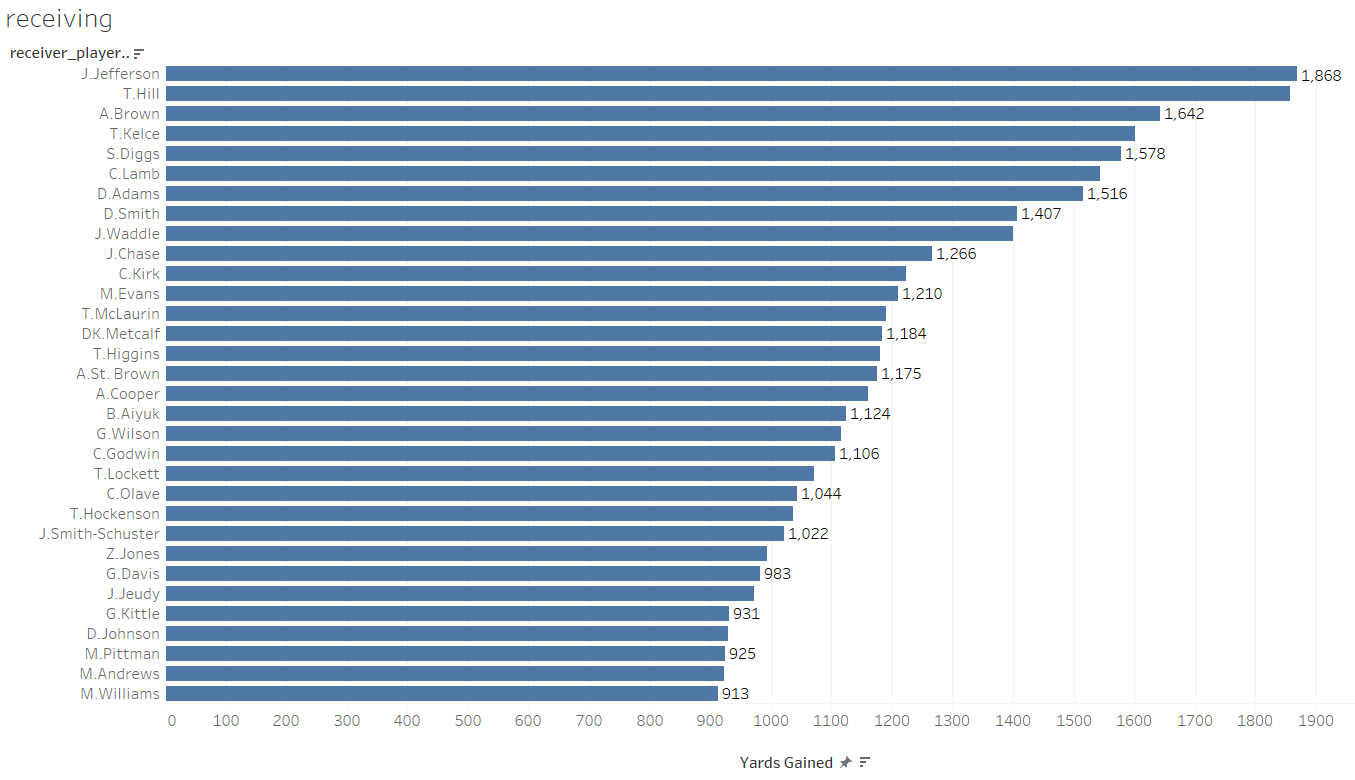 receiving
receiver_player..
J.Jefferson 1,868
T.Hill
A.Brown 1,642
T.Kelce
S.Diggs 1,578
C.Lamb
D.Adams 1,516
D.Smith 1,407
J.Waddle
J.Chase 1,266
C.Kirk
M.Evans 1,210
T.McLaurin
DK.Metcalf 1,184
T.Higgins
A.St. Brown 1,175
A.Cooper
B.Aiyuk 1,124
G.Wilson
C.Godwin 1,106
T.Lockett
C.Olave 1,044
T.Hockenson
J.Smith-Schuster 1,022
Z.Jones
G.Davis 983
J.Jeudy
G.Kittle 931
D.Johnson
M.Pittman 925
M.Andrews
M.Williams 913
0 100 200 300 400 500 600 700 800 900 1000 1100 1200 1300 1400 1500 1600 1700 1800 1900
Yards Gained